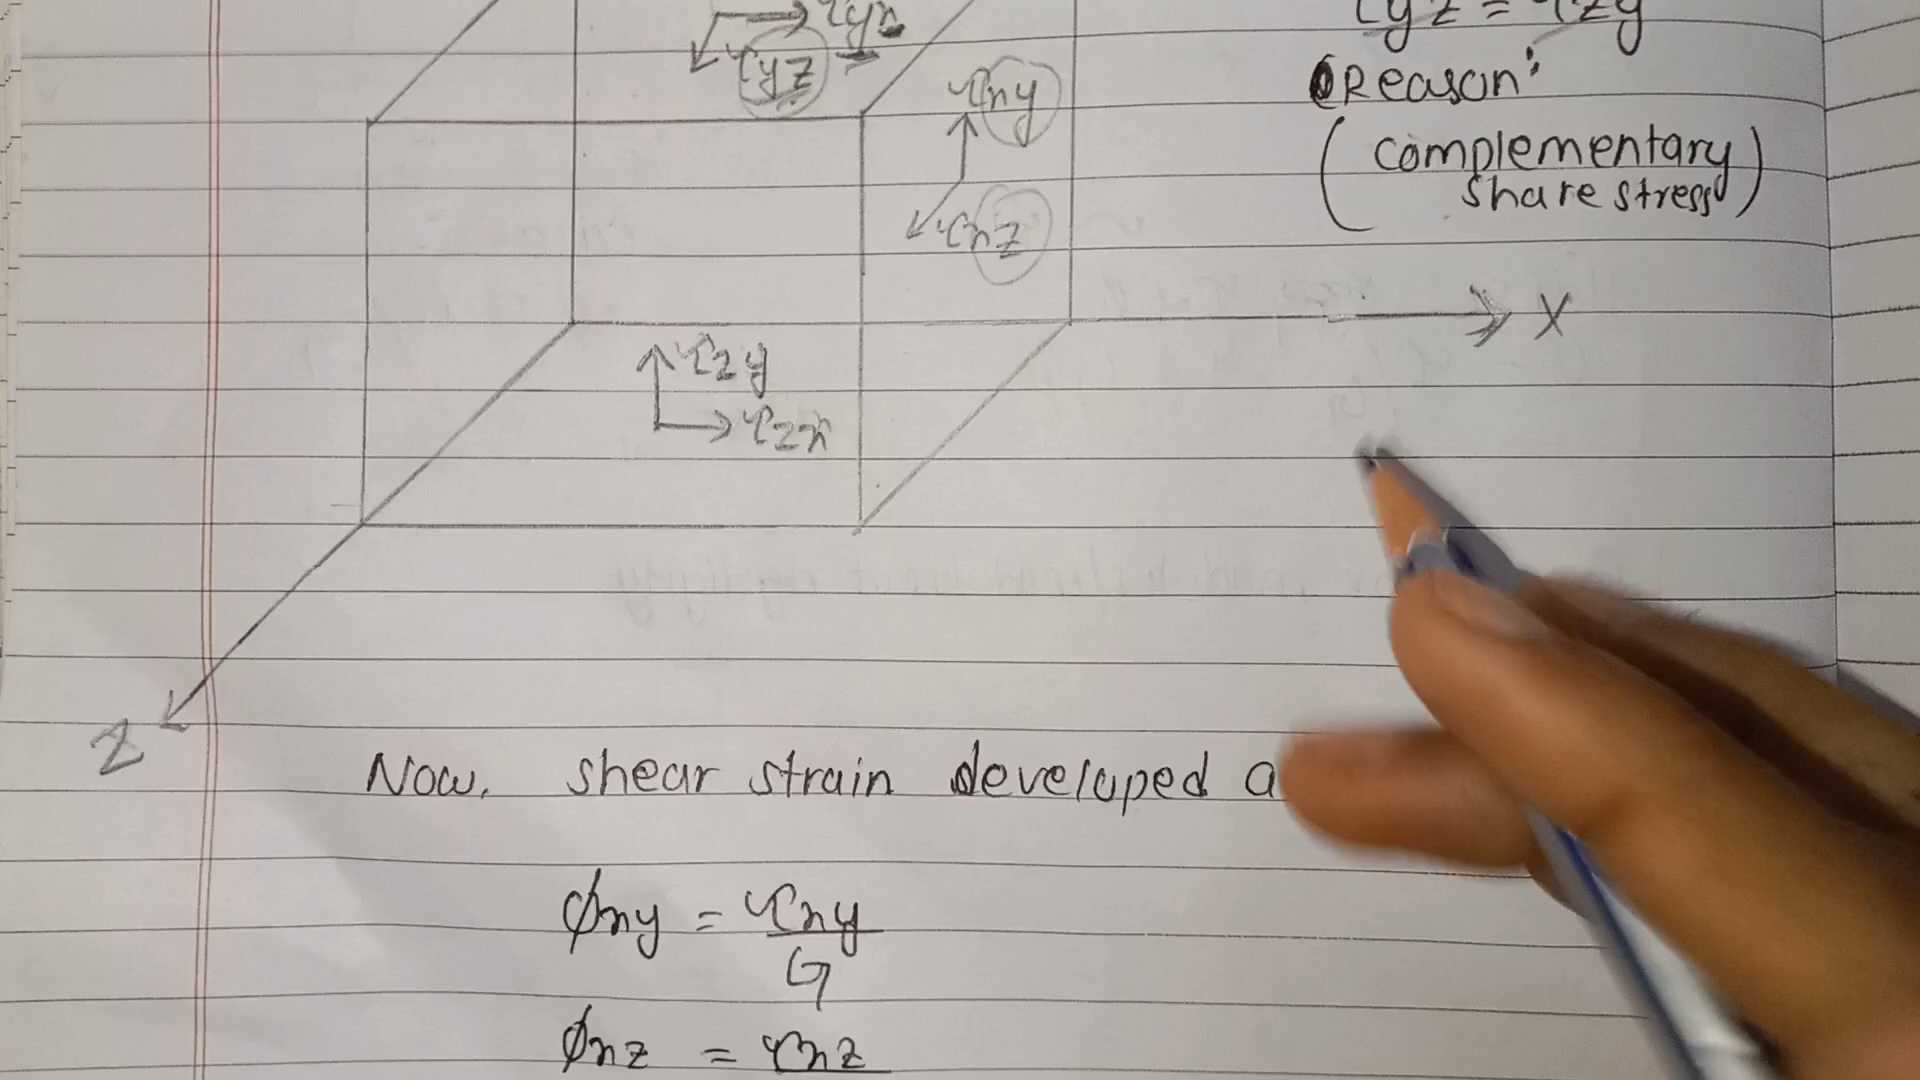 τyx
τyz
τyz = τzy
τxy
Reason:
(complementary
share stress)
τxz
X
τzy
τzx
Z
Now, shear strain developed a
ϕxy = τxy
G
ϕxz = τxz